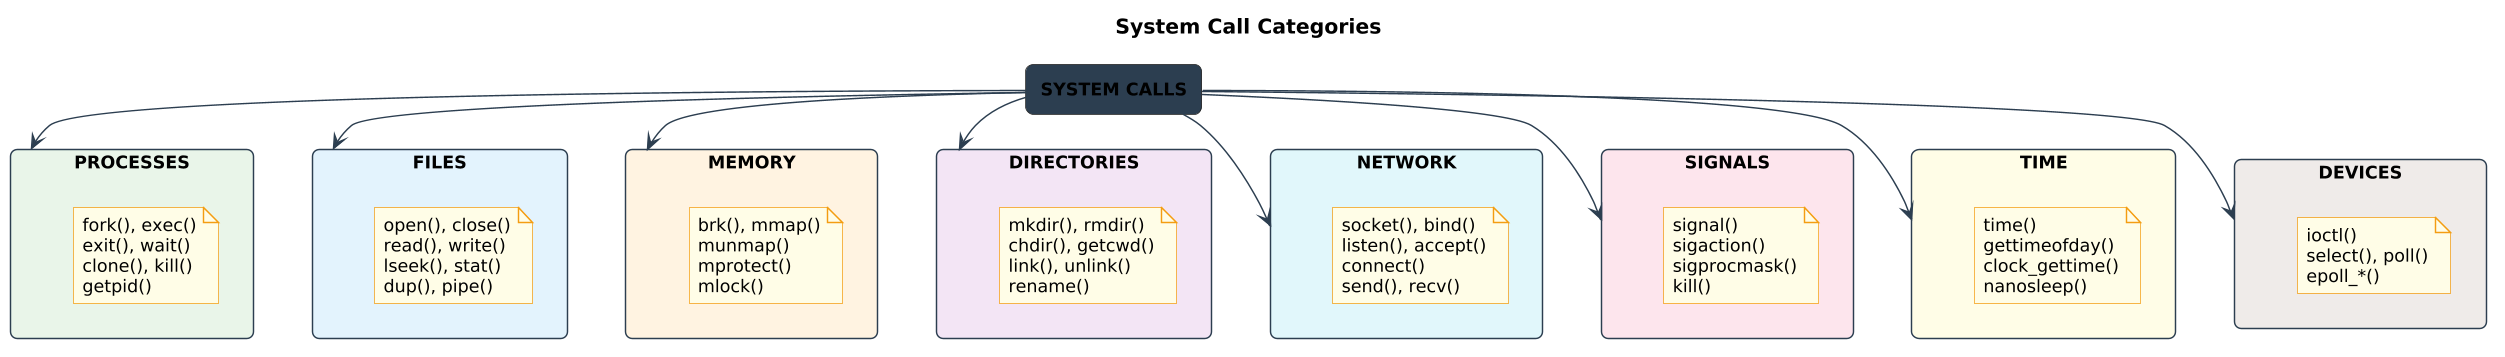 System Call Categories
SYSTEM CALLS
PROCESSES
fork(), exec()
exit(), wait()
clone(), kill()
getpid()
FILES
open(), close()
read(), write()
lseek(), stat()
dup(), pipe()
MEMORY
brk(), mmap()
munmap()
mprotect()
mlock()
DIRECTORIES
mkdir(), rmdir()
chdir(), getcwd()
link(), unlink()
rename()
NETWORK
socket(), bind()
listen(), accept()
connect()
send(), recv()
SIGNALS
signal()
sigaction()
sigprocmask()
kill()
TIME
time()
gettimeofday()
clock_gettime()
nanosleep()
DEVICES
ioctl()
select(), poll()
epoll_*()